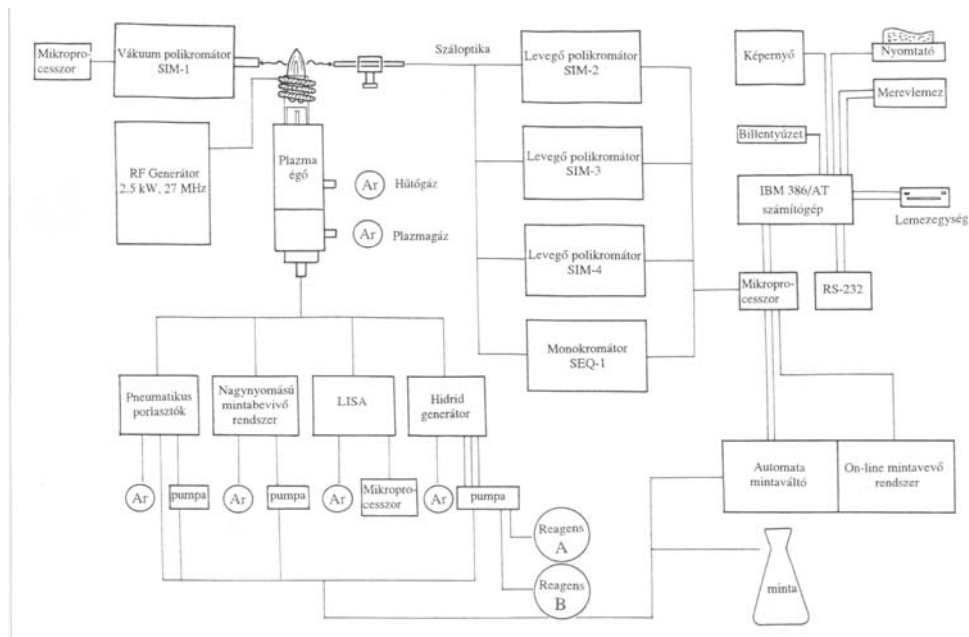 Mikropro-
cesszor
Vákuum polikromátor
SIM-1
Száloptika
Levegő polikromátor
SIM-2
Képernyő
Nyomtató
Merevlemez
Billentyűzet
RF Generátor
2.5 kW, 27 MHz
Plazma
égő
Ar
Hűtőgáz
Ar
Plazmagáz
Levegő polikromátor
SIM-3
IBM 386/AT
számítógép
Lemezegység
Levegő polikromátor
SIM-4
Mikropro-
cesszor
RS-232
Monokromátor
SEQ-1
Pneumatikus
porlasztók
Nagynyomású
mintabevivő
rendszer
LISA
Hidrid
generátor
Ar
pumpa
Ar
pumpa
Ar
Mikropro-
cesszor
Ar
pumpa
Automata
mintaváltó
On-line mintavevő
rendszer
Reagens
A
Reagens
B
minta